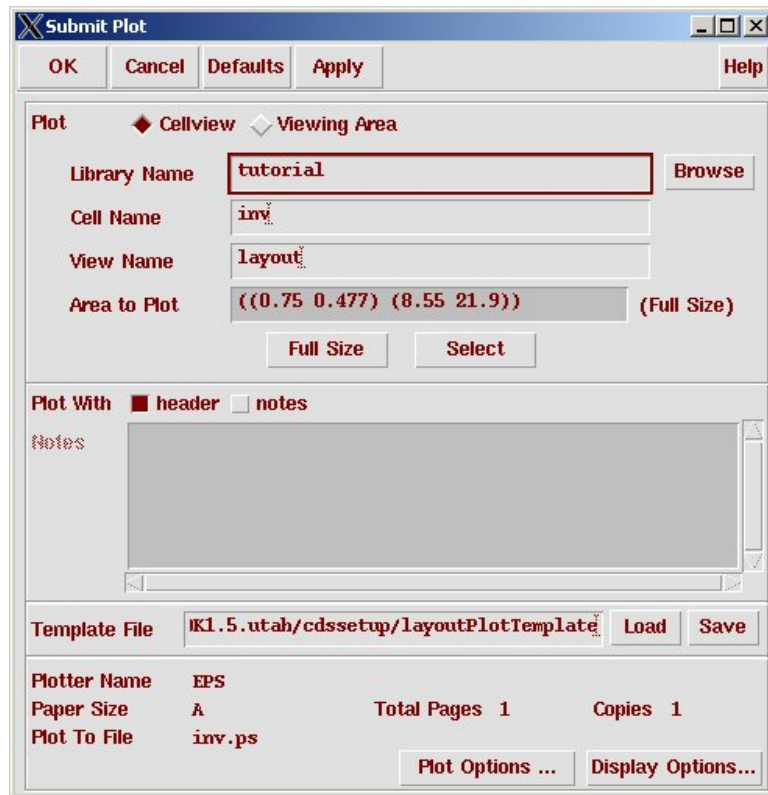 Submit Plot
OK Cancel Defaults Apply Help
Plot Cellview Viewing Area
Library Name tutorial Browse
Cell Name inv
View Name layout
Area to Plot ((0.75 0.477) (8.55 21.9)) (Full Size)
Full Size Select
Plot With header notes
Notes
Template File K1.5.utah/cdssetup/layoutPlotTemplate Load Save
Plotter Name EPS
Paper Size A Total Pages 1 Copies 1
Plot To File inv.ps
Plot Options ... Display Options...